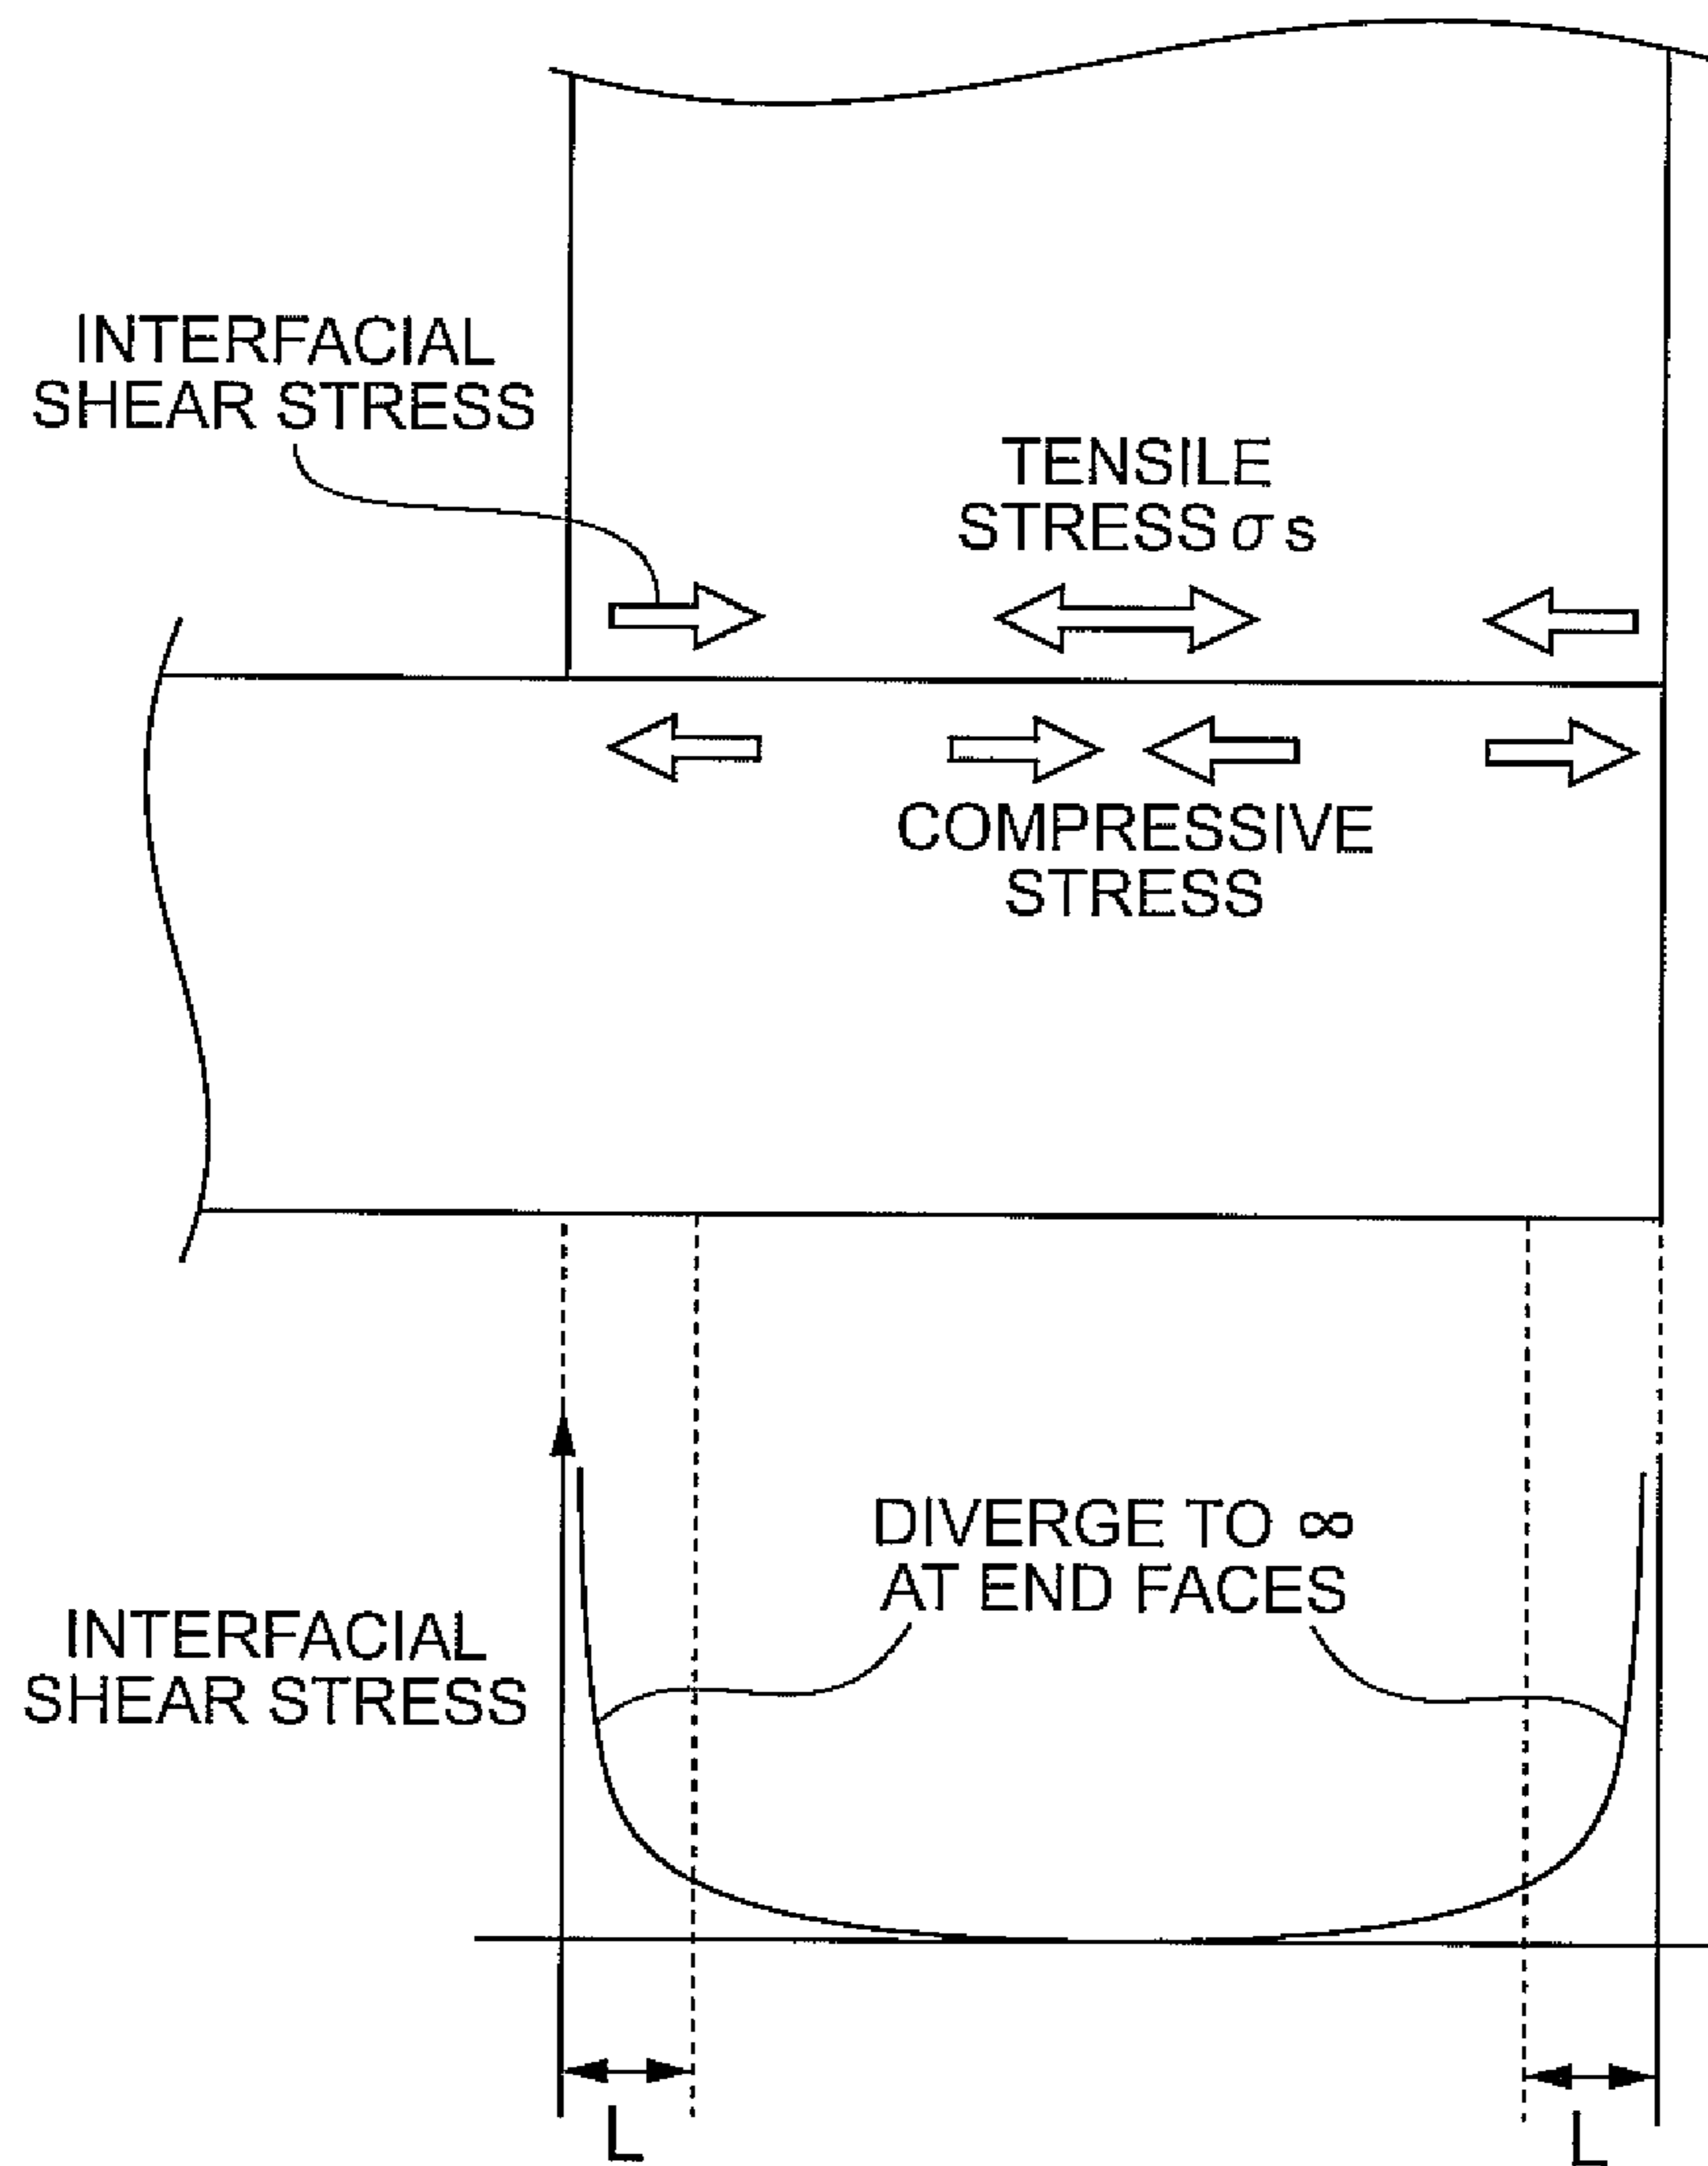 INTERFACIAL
SHEAR STRESS
TENSILE
STRESS σs
COMPRESSIVE
STRESS
DIVERGE TO ∞
AT END FACES
INTERFACIAL
SHEAR STRESS
L
L